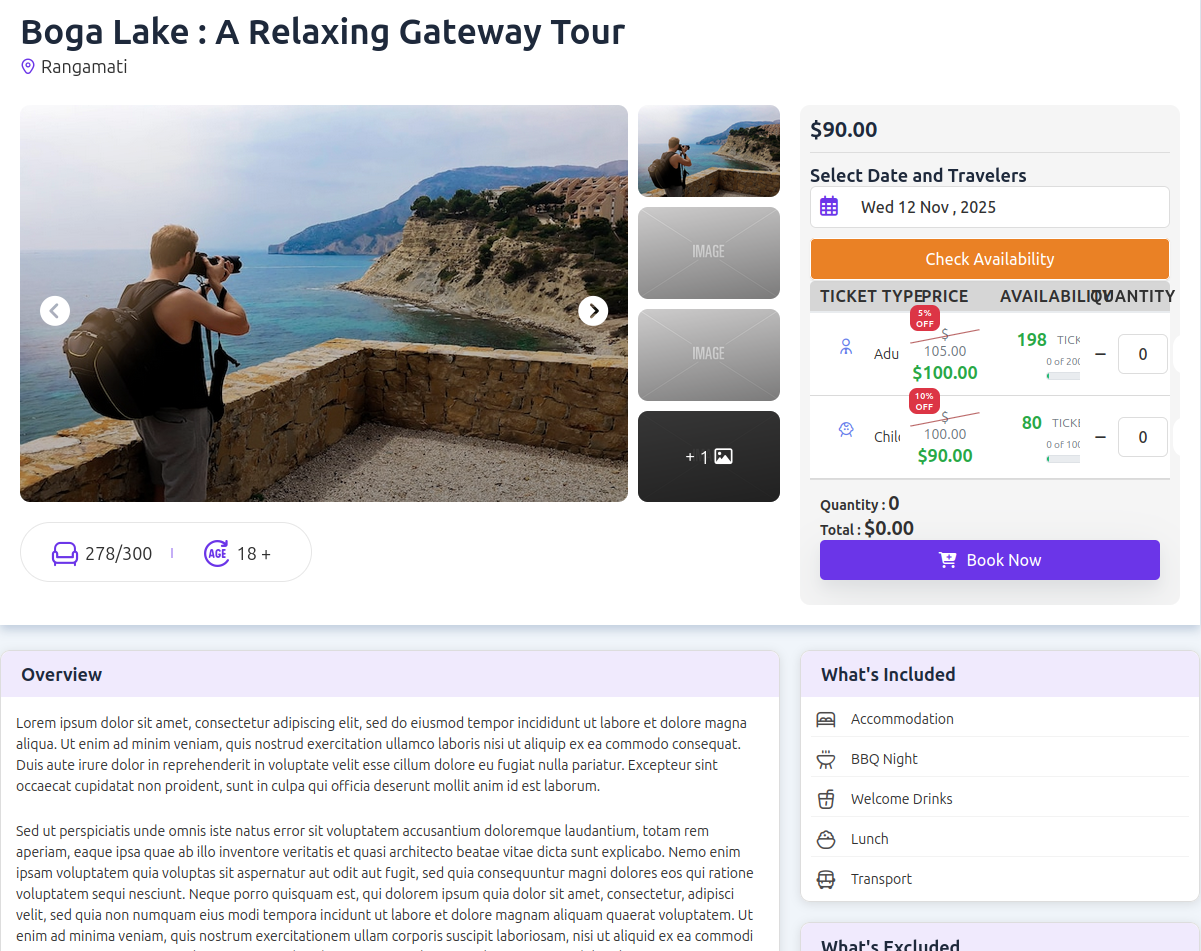 Boga Lake : A Relaxing Gateway Tour
Rangamati
IMAGE
IMAGE
+ 1
278/300
AGE
18 +
$90.00
Select Date and Travelers
Wed 12 Nov , 2025
Check Availability
TICKET TYPE PRICE AVAILABILITY QUANTITY
5%
OFF
Adu
$
105.00
$100.00
198 TICK
0 of 200
0
10%
OFF
Chil
$
100.00
$90.00
80 TICKE
0 of 100
0
Quantity : 0
Total : $0.00
Book Now
Overview
Lorem ipsum dolor sit amet, consectetur adipiscing elit, sed do eiusmod tempor incididunt ut labore et dolore magna
aliqua. Ut enim ad minim veniam, quis nostrud exercitation ullamco laboris nisi ut aliquip ex ea commodo consequat.
Duis aute irure dolor in reprehenderit in voluptate velit esse cillum dolore eu fugiat nulla pariatur. Excepteur sint
occaecat cupidatat non proident, sunt in culpa qui officia deserunt mollit anim id est laborum.
Sed ut perspiciatis unde omnis iste natus error sit voluptatem accusantium doloremque laudantium, totam rem
aperiam, eaque ipsa quae ab illo inventore veritatis et quasi architecto beatae vitae dicta sunt explicabo. Nemo enim
ipsam voluptatem quia voluptas sit aspernatur aut odit aut fugit, sed quia consequuntur magni dolores eos qui ratione
voluptatem sequi nesciunt. Neque porro quisquam est, qui dolorem ipsum quia dolor sit amet, consectetur, adipisci
velit, sed quia non numquam eius modi tempora incidunt ut labore et dolore magnam aliquam quaerat voluptatem. Ut
enim ad minima veniam, quis nostrum exercitationem ullam corporis suscipit laboriosam, nisi ut aliquid ex ea commodi
What's Included
Accommodation
BBQ Night
Welcome Drinks
Lunch
Transport
What's Excluded